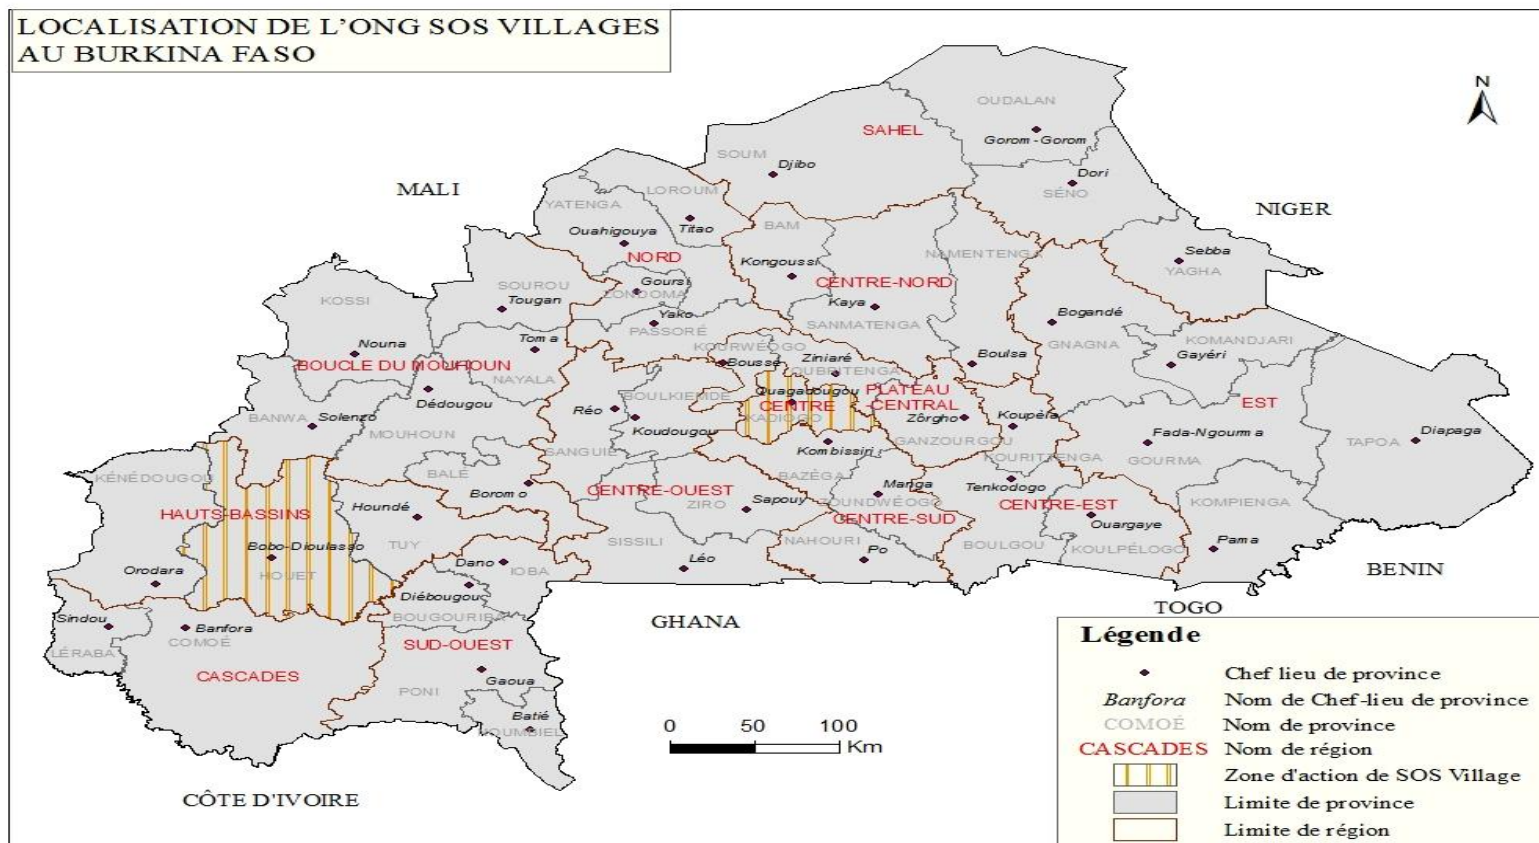 LOCALISATION DE L'ONG SOS VILLAGES
AU BURKINA FASO
N
OUDALAN
SAHEL
Gorom-Gorom
SOUM
Djibo
Dori
SÉNO
MALI
LOROUM
YATENGA
NIGER
Titao
BAM
Ouahigouya
NAMENTENGA
NORD
Kongoussi
Sebba
YAGHA
CENTRE-NORD
Goursi
ZONDOMA
SOUROU
KOSSI
Tougan
Kaya
Yako
SANMATENGA
Bogandé
PASSORÉ
Toma
KOURWÉOGO
GNAGNA
KOMANDJARI
Nouna
Boussé
Ziniaré
Boulsa
Gayéri
BOUCLE DU MOUHOUN
OUBRITENGA
NAYALA
Dédougou
Ouagadougou
PLATEAU
-CENTRAL
BOULKIEMDÉ
CENTRE
EST
Réo
KADIOGO
Zôrgho
Koupéla
BANWA
Solenzo
Koudougou
MOUHOUN
GANZOURGOU
Fada-Ngourma
TAPOA
Diapaga
Kombissiri
SANGUIÉ
KOURITTENGA
GOURMA
BALÉ
BAZÈGA
KÉNÉDOUGOU
Boromo
CENTRE-OUEST
Manga
Tenkodogo
ZIRO
Sapouy
ZOUNDWÉOGO
CENTRE-EST
KOMPIENGA
HAUTS-BASSINS
Houndé
CENTRE-SUD
Ouargaye
TUY
SISSILI
NAHOURI
BOULGOU
KOULPÉLOGO
Pama
Bobo-Dioulasso
Léo
Po
HOUET
Dano
IOBA
Orodara
Diébougou
BENIN
BOUGOURIBA
TOGO
Sindou
Banfora
GHANA
COMOÉ
LÉRABA
SUD-OUEST
CASCADES
Gaoua
PONI
Batié
NOUMBIEL
0 50 100
Km
CÔTE D'IVOIRE
Légende
Chef lieu de province
Banfora Nom de Chef-lieu de province
COMOÉ Nom de province
CASCADES Nom de région
Zone d'action de SOS Village
Limite de province
Limite de région